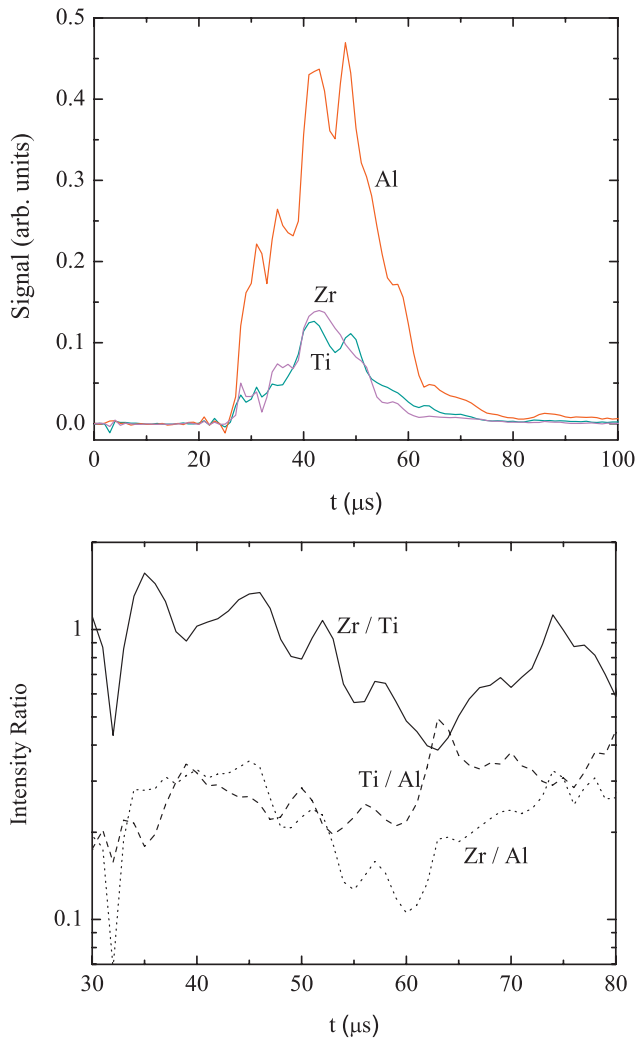 0.5
0.4
0.3
0.2
0.1
0.0
Signal (arb. units)
Al
Zr
Ti
0 20 40 60 80 100
t (μs)
1
0.1
Intensity Ratio
Zr / Ti
Ti / Al
Zr / Al
30 40 50 60 70 80
t (μs)